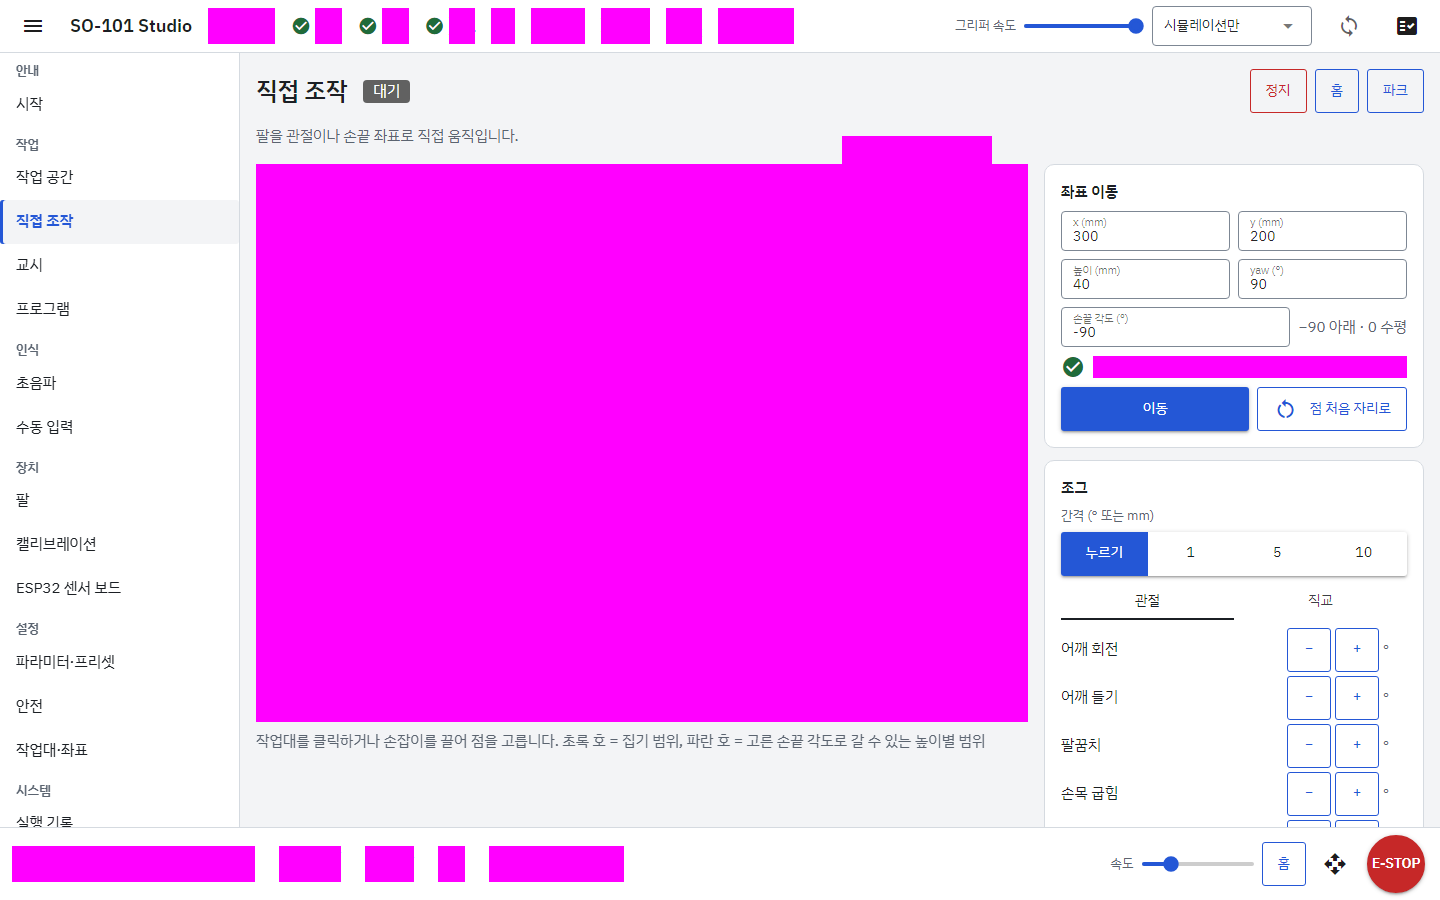 SO-101 Studio
그리퍼 속도
시뮬레이션만
안내
시작
작업
작업 공간
직접 조작
교시
프로그램
인식
초음파
수동 입력
장치
팔
캘리브레이션
ESP32 센서 보드
설정
파라미터·프리셋
안전
작업대·좌표
시스템
실행 기록
직접 조작
대기
정지
홈
파크
팔을 관절이나 손끝 좌표로 직접 움직입니다.
작업대를 클릭하거나 손잡이를 끌어 점을 고릅니다. 초록 호 = 집기 범위, 파란 호 = 고른 손끝 각도로 갈 수 있는 높이별 범위
좌표 이동
x (mm)
300
y (mm)
200
높이 (mm)
40
yaw (°)
90
손끝 각도 (°)
-90
−90 아래 · 0 수평
이동
점 처음 자리로
조그
간격 (° 또는 mm)
누르기
1
5
10
관절
직교
어깨 회전
− + °
어깨 들기
− + °
팔꿈치
− + °
손목 굽힘
− + °
속도
홈
E-STOP